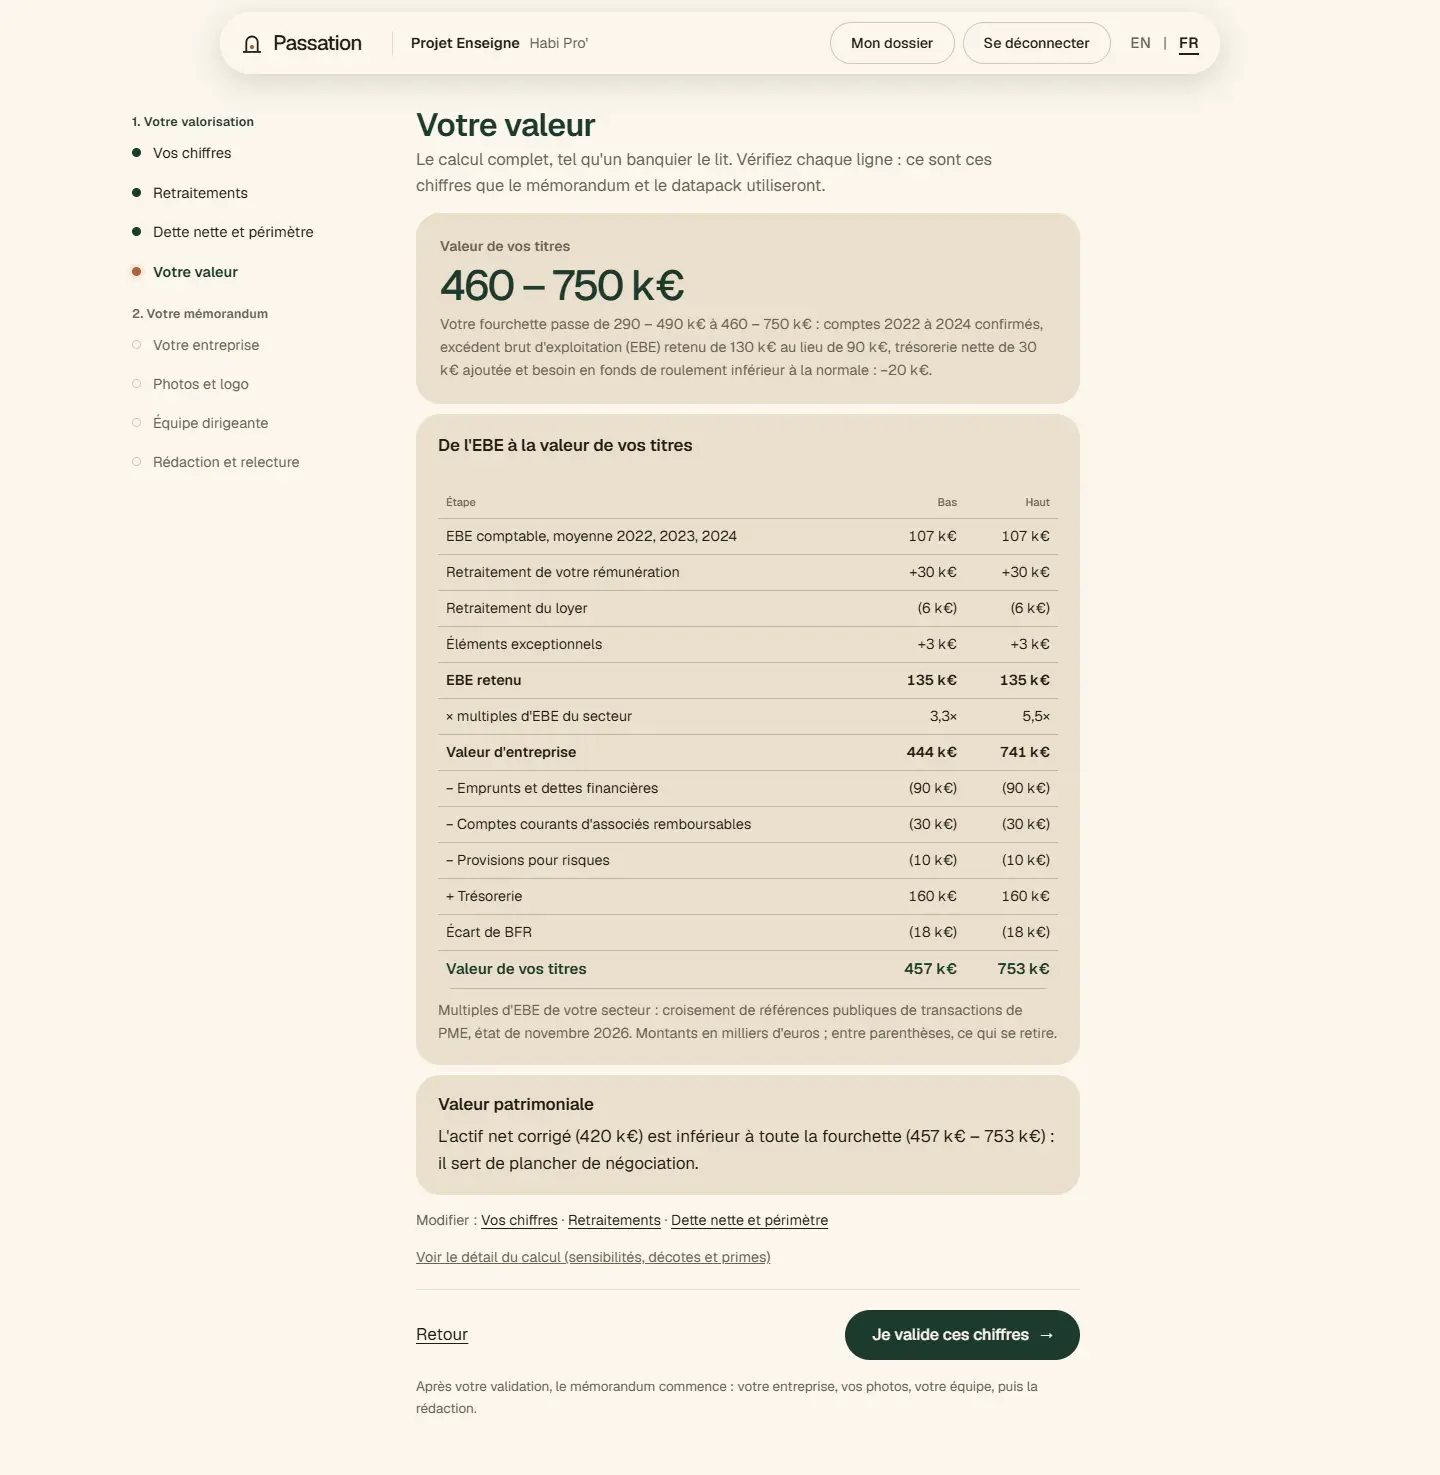 Passation
Projet Enseigne Habi Pro'
Mon dossier
Se déconnecter
EN | FR
1. Votre valorisation
Vos chiffres
Retraitements
Dette nette et périmètre
Votre valeur
2. Votre mémorandum
Votre entreprise
Photos et logo
Équipe dirigeante
Rédaction et relecture
Votre valeur
Le calcul complet, tel qu'un banquier le lit. Vérifiez chaque ligne : ce sont ces
chiffres que le mémorandum et le datapack utiliseront.
Valeur de vos titres
460 – 750 k€
Votre fourchette passe de 290 – 490 k€ à 460 – 750 k€ : comptes 2022 à 2024 confirmés,
excédent brut d'exploitation (EBE) retenu de 130 k€ au lieu de 90 k€, trésorerie nette de 30
k€ ajoutée et besoin en fonds de roulement inférieur à la normale : −20 k€.
De l'EBE à la valeur de vos titres
Étape Bas Haut
EBE comptable, moyenne 2022, 2023, 2024 107 k€ 107 k€
Retraitement de votre rémunération +30 k€ +30 k€
Retraitement du loyer (6 k€) (6 k€)
Éléments exceptionnels +3 k€ +3 k€
EBE retenu 135 k€ 135 k€
× multiples d'EBE du secteur 3,3× 5,5×
Valeur d'entreprise 444 k€ 741 k€
− Emprunts et dettes financières (90 k€) (90 k€)
− Comptes courants d'associés remboursables (30 k€) (30 k€)
− Provisions pour risques (10 k€) (10 k€)
+ Trésorerie 160 k€ 160 k€
Écart de BFR (18 k€) (18 k€)
Valeur de vos titres 457 k€ 753 k€
Multiples d'EBE de votre secteur : croisement de références publiques de transactions de
PME, état de novembre 2026. Montants en milliers d'euros ; entre parenthèses, ce qui se retire.
Valeur patrimoniale
L'actif net corrigé (420 k€) est inférieur à toute la fourchette (457 k€ – 753 k€) :
il sert de plancher de négociation.
Modifier : Vos chiffres · Retraitements · Dette nette et périmètre
Voir le détail du calcul (sensibilités, décotes et primes)
Retour
Je valide ces chiffres →
Après votre validation, le mémorandum commence : votre entreprise, vos photos, votre équipe, puis la
rédaction.